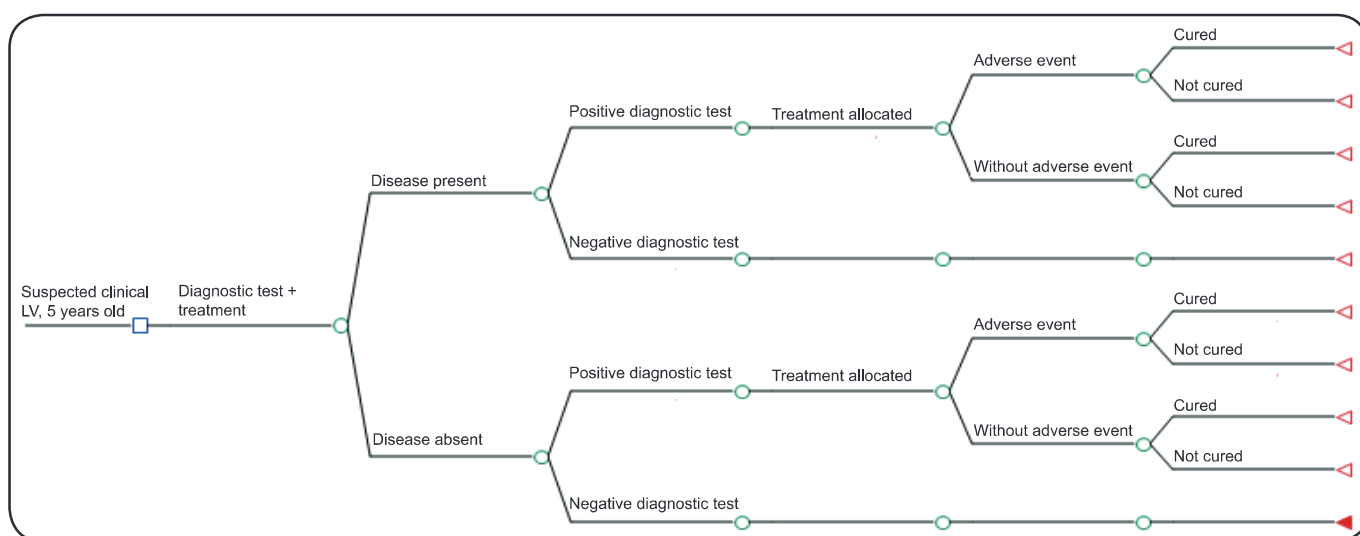 Cured
Adverse event
Not cured
Positive diagnostic test
Treatment allocated
Cured
Without adverse event
Disease present
Not cured
Negative diagnostic test
Suspected clinical
LV, 5 years old
Diagnostic test +
treatment
Cured
Adverse event
Not cured
Positive diagnostic test
Treatment allocated
Cured
Without adverse event
Disease absent
Not cured
Negative diagnostic test